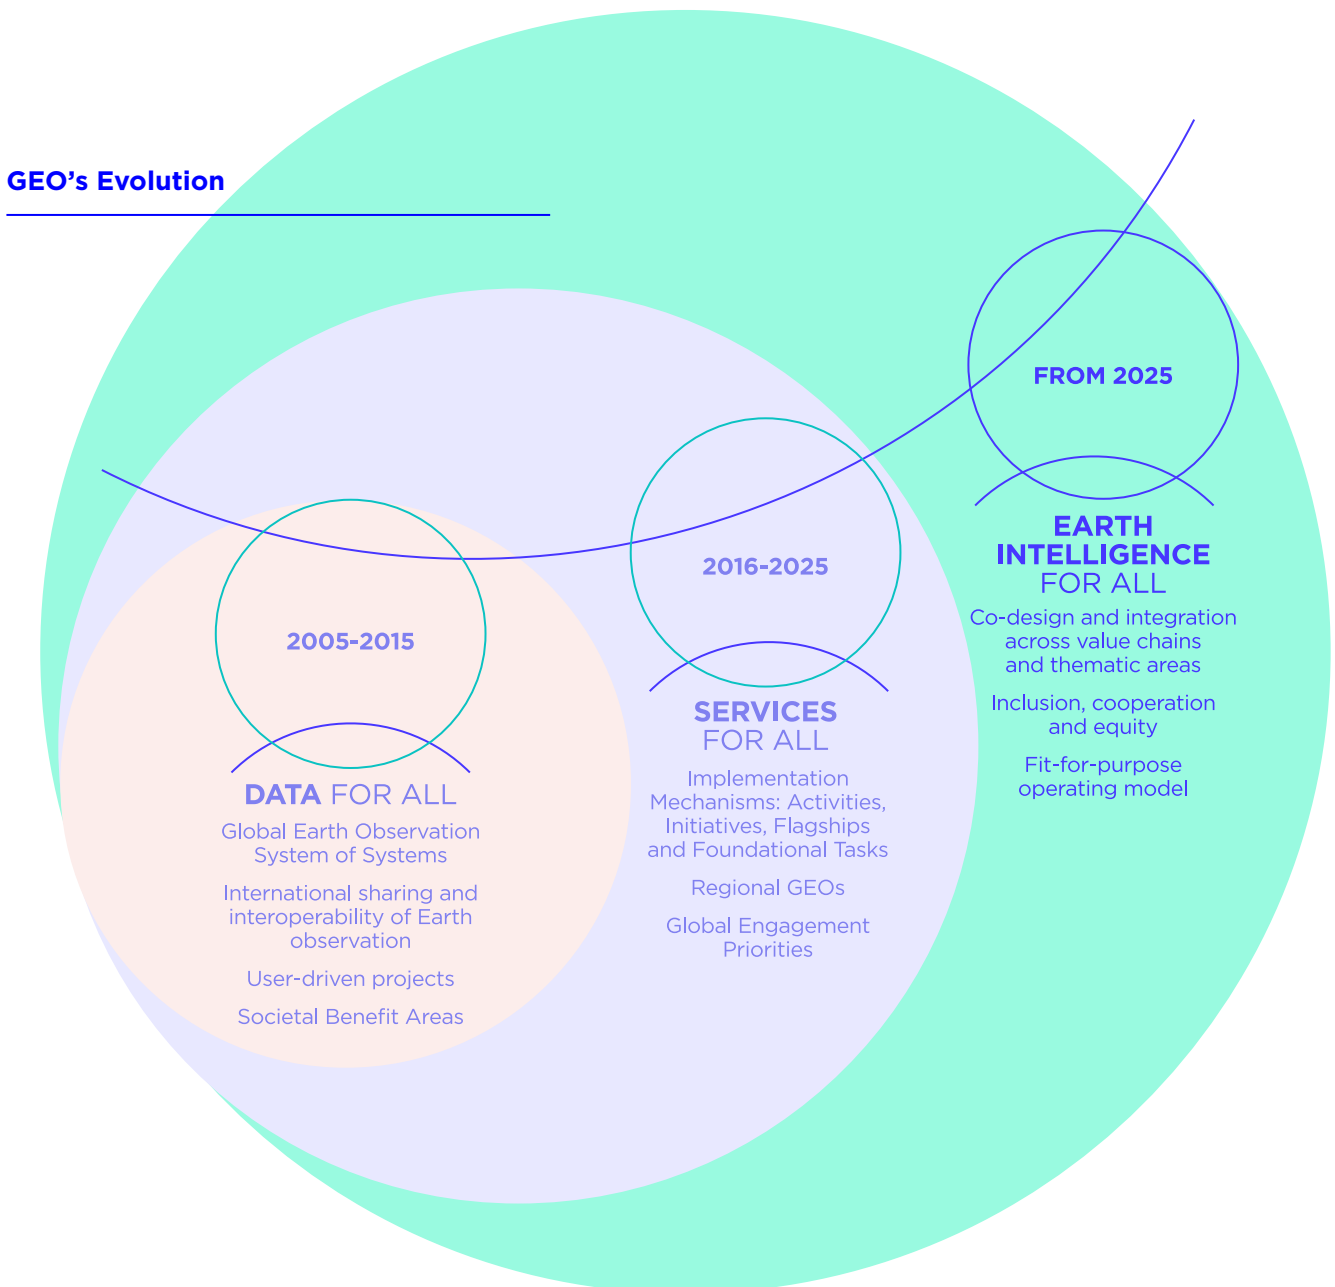 GEO’s Evolution
2005-2015
DATA FOR ALL
Global Earth Observation
System of Systems
International sharing and
interoperability of Earth
observation
User-driven projects
Societal Benefit Areas
2016-2025
SERVICES
FOR ALL
Implementation
Mechanisms: Activities,
Initiatives, Flagships
and Foundational Tasks
Regional GEOs
Global Engagement
Priorities
FROM 2025
EARTH
INTELLIGENCE
FOR ALL
Co-design and integration
across value chains
and thematic areas
Inclusion, cooperation
and equity
Fit-for-purpose
operating model